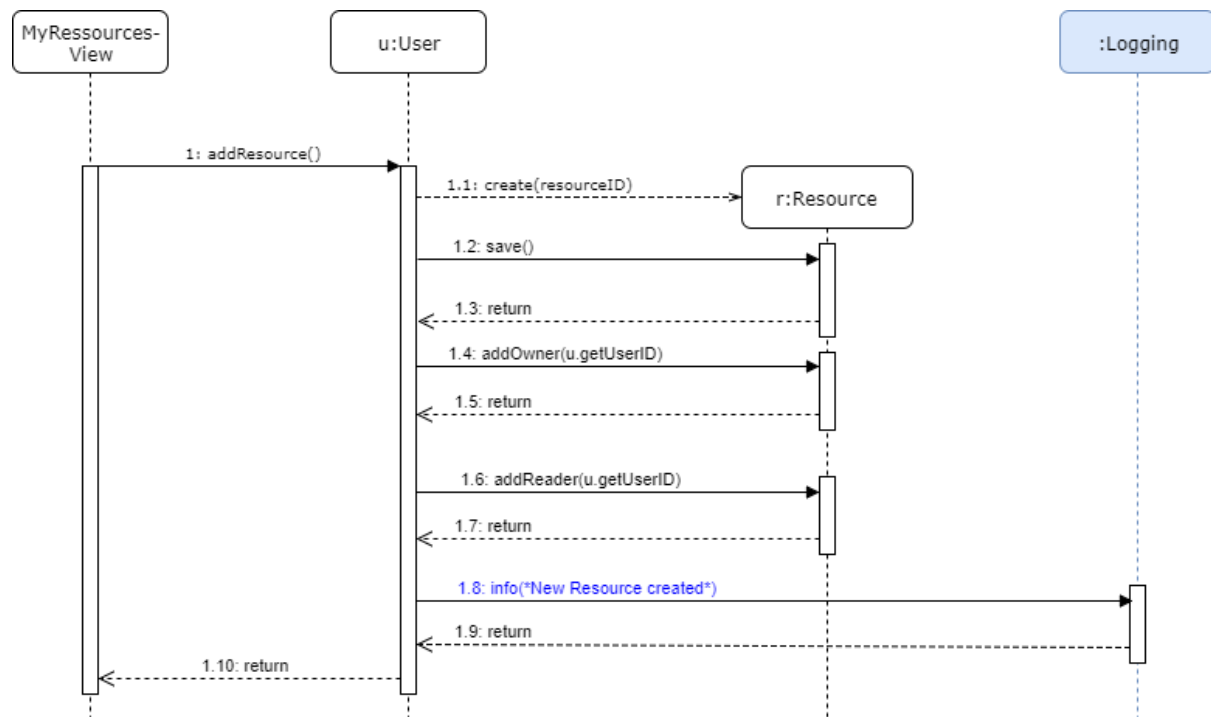 MyRessources-
View
u:User
:Logging
1: addResource()
1.1: create(resourceID)
r:Resource
1.2: save()
1.3: return
1.4: addOwner(u.getUserID)
1.5: return
1.6: addReader(u.getUserID)
1.7: return
1.8: info(*New Resource created*)
1.9: return
1.10: return